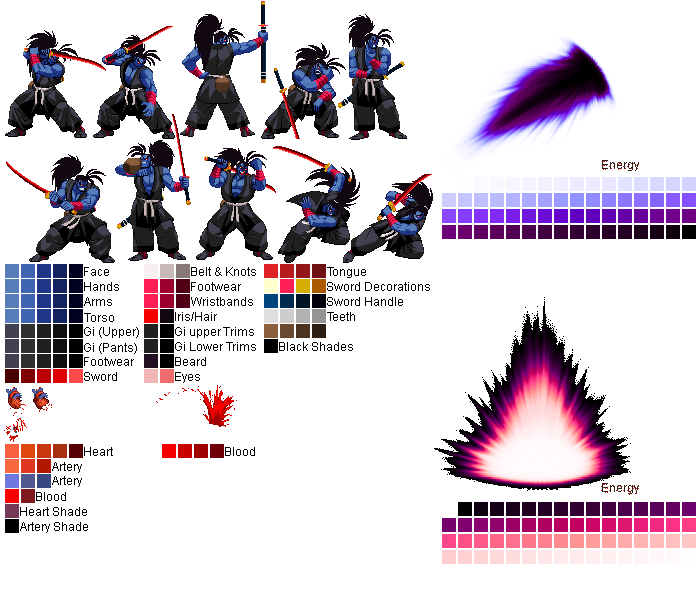 Energy
Face
Hands
Arms
Torso
Gi (Upper)
Gi (Pants)
Footwear
Sword
Belt & Knots
Footwear
Wristbands
Iris/Hair
Gi upper Trims
Gi Lower Trims
Beard
Eyes
Tongue
Sword Decorations
Sword Handle
Teeth
Black Shades
Heart
Artery
Artery
Blood
Heart Shade
Artery Shade
Blood
Energy